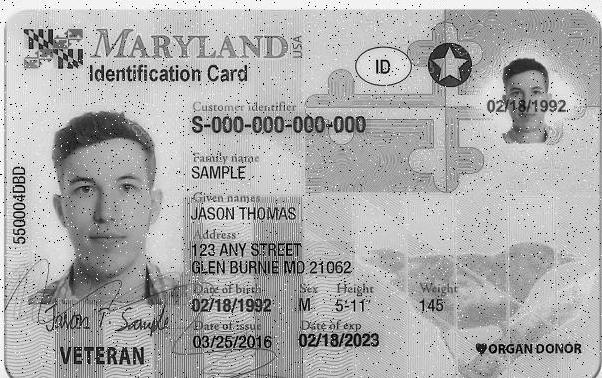 MARYLAND USA
Identification Card
ID
02/18/1992
Customer identifier
S-000-000-000-000
Family name
SAMPLE
Given names
JASON THOMAS
Address
123 ANY STREET
GLEN BURNIE MD 21062
Date of birth Sex Height Weight
02/18/1992 M 5-11" 145
Date of issue Date of exp
03/25/2016 02/18/2023
550004DBD
Jason T Sample
VETERAN
ORGAN DONOR